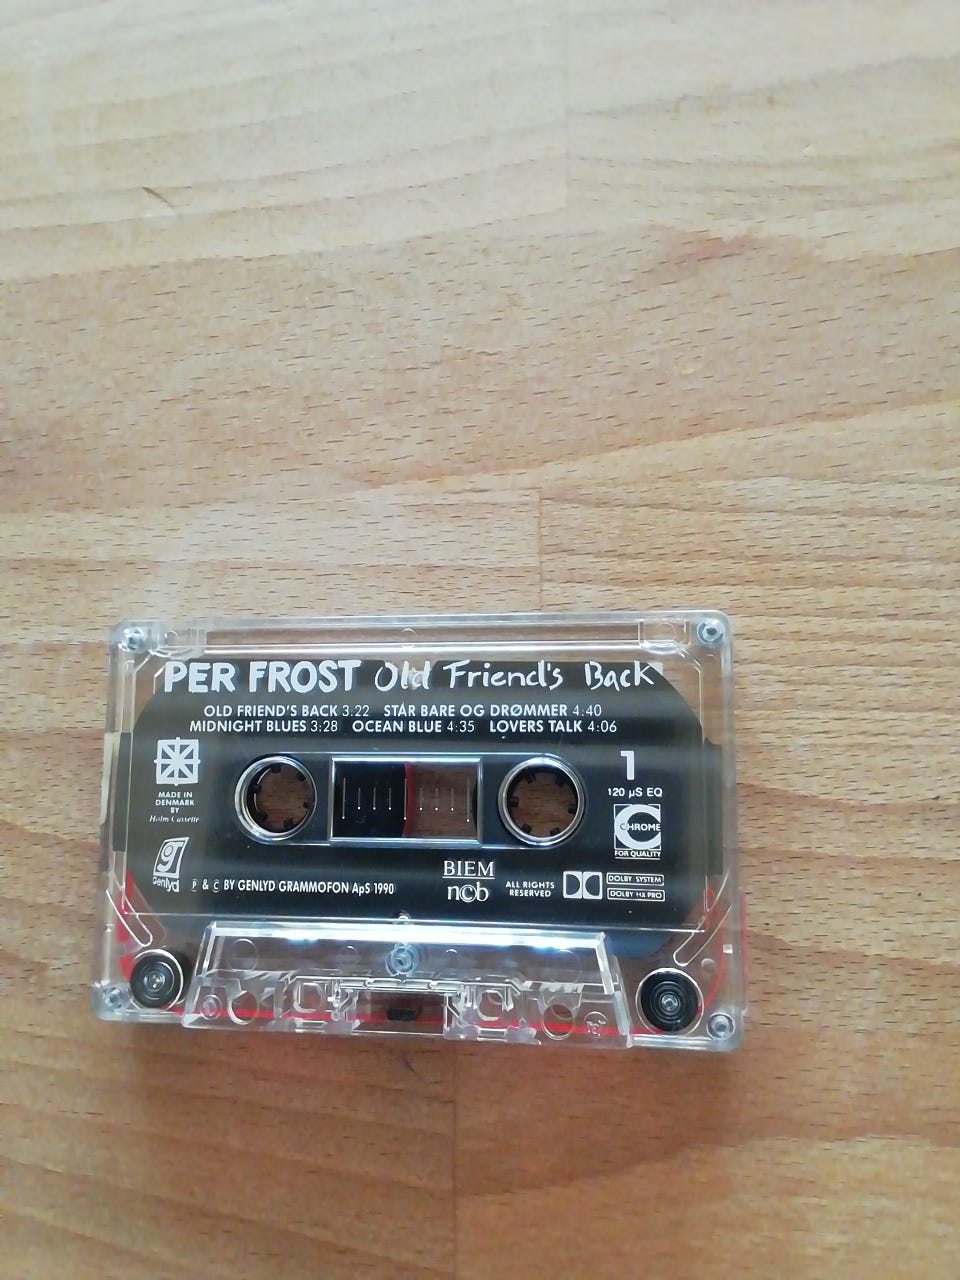 PER FROST Old Friend's Back
OLD FRIEND'S BACK 3:22 STÅR BARE OG DRØMMER 4:40
MIDNIGHT BLUES 3:28 OCEAN BLUE 4:35 LOVERS TALK 4:06
1
120 µS EQ
CHROME
FOR QUALITY
MADE IN
DENMARK
BY
Holm Cassette
g
Genlyd
℗ & © BY GENLYD GRAMMOFON ApS 1990
BIEM
ncb
ALL RIGHTS
RESERVED
DOLBY SYSTEM
DOLBY HX PRO